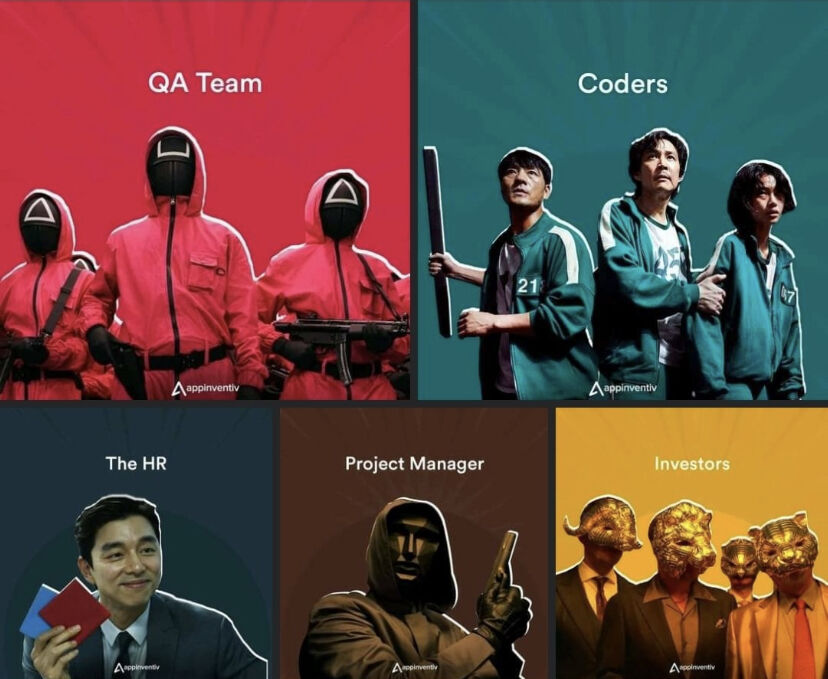 QA Team
Coders
21
appinventiv
appinventiv
The HR
Project Manager
Investors
appinventiv
appinventiv
appinventiv